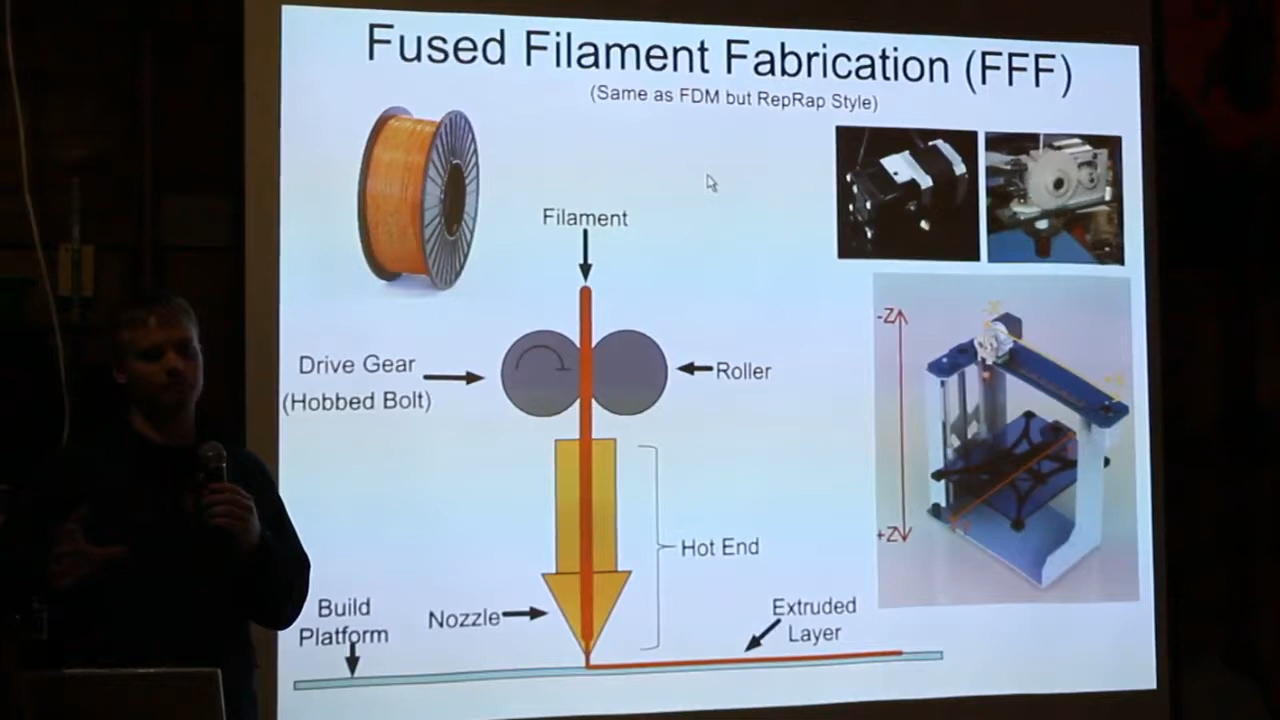 Fused Filament Fabrication (FFF)
(Same as FDM but RepRap Style)
Filament
Drive Gear
(Hobbed Bolt)
Roller
Hot End
Nozzle
Build
Platform
Extruded
Layer
-Z
+Z